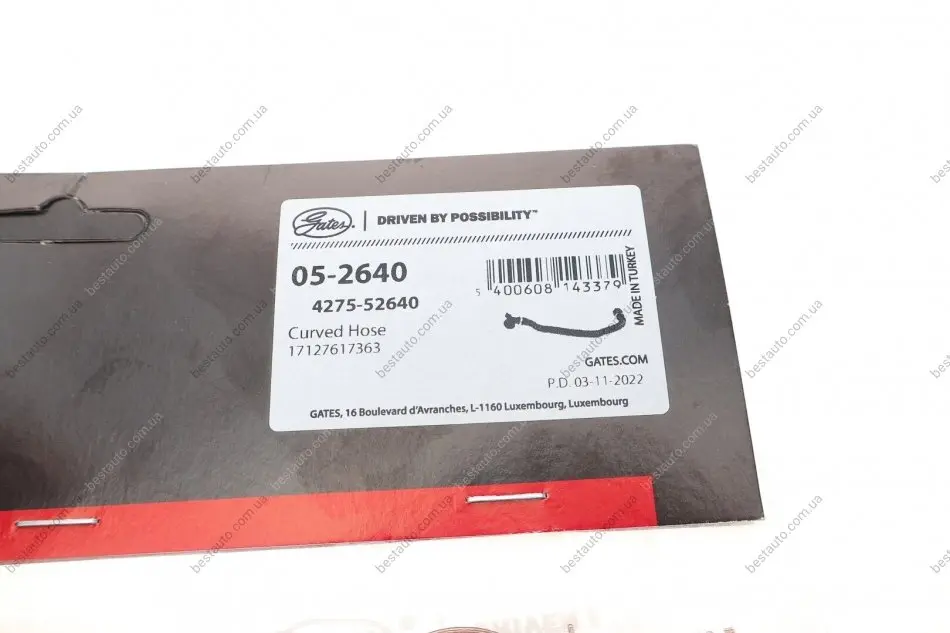 Gates. | DRIVEN BY POSSIBILITY™
05-2640
4275-52640
Curved Hose
17127617363
5 400608 143379
MADE IN TURKEY
GATES.COM
P.D. 03-11-2022
GATES, 16 Boulevard d'Avranches, L-1160 Luxembourg, Luxembourg
bestauto.com.ua